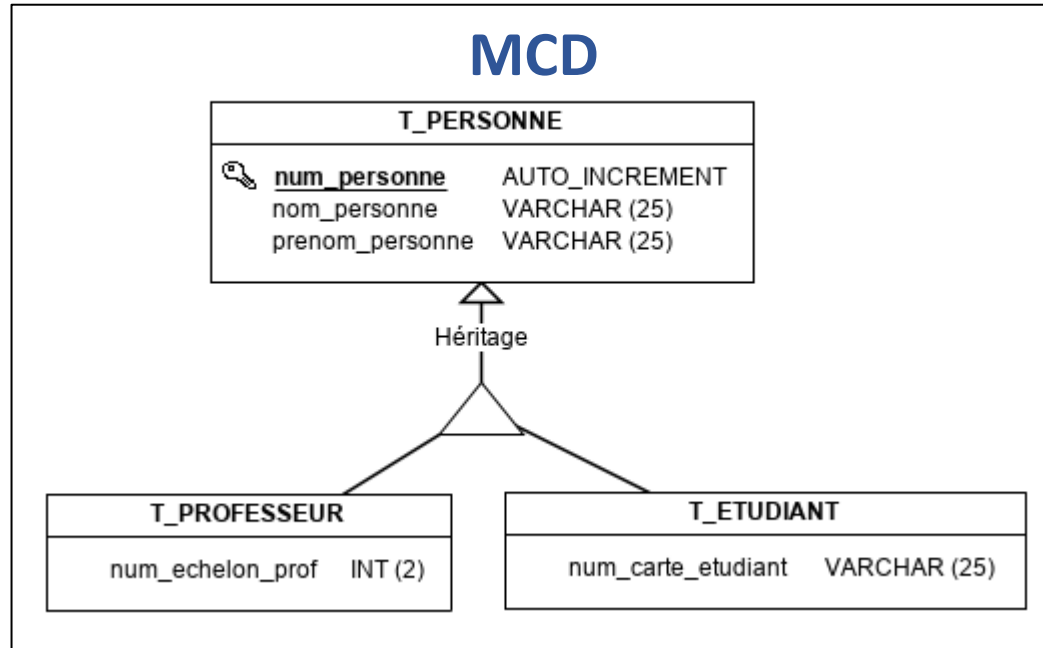 MCD
T_PERSONNE
num_personne AUTO_INCREMENT
nom_personne VARCHAR (25)
prenom_personne VARCHAR (25)
Héritage
T_PROFESSEUR
num_echelon_prof INT (2)
T_ETUDIANT
num_carte_etudiant VARCHAR (25)